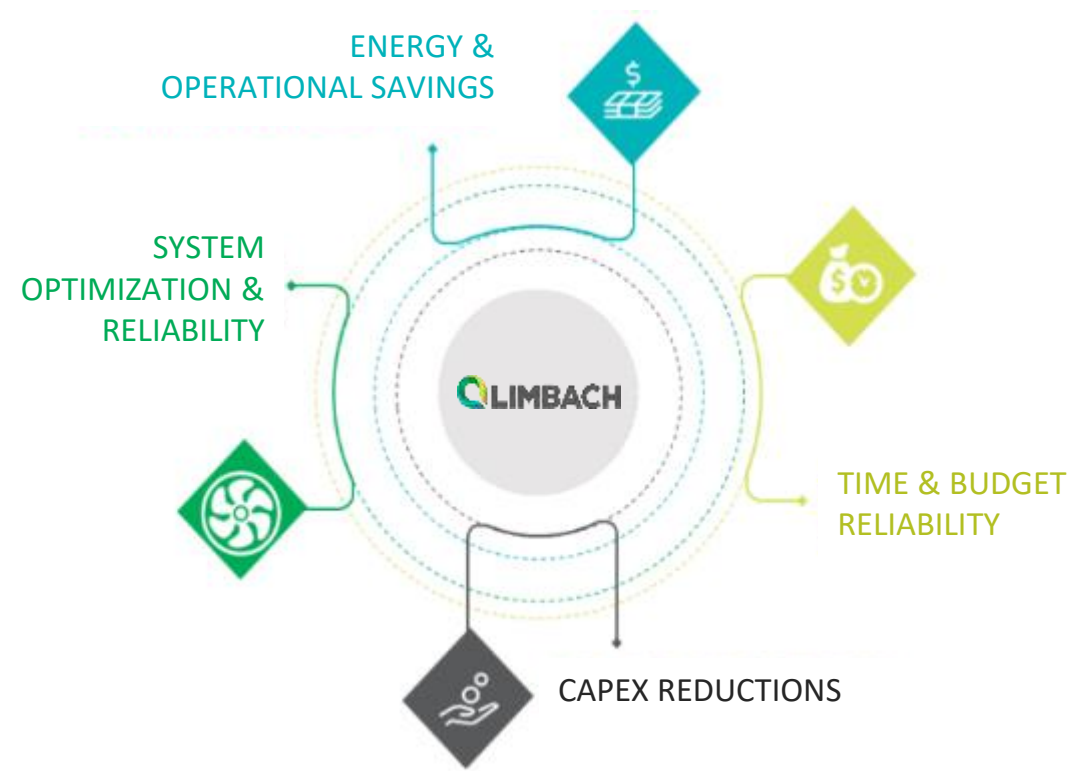 ENERGY &
OPERATIONAL SAVINGS
SYSTEM
OPTIMIZATION &
RELIABILITY
LIMBACH
TIME & BUDGET
RELIABILITY
CAPEX REDUCTIONS
$
$